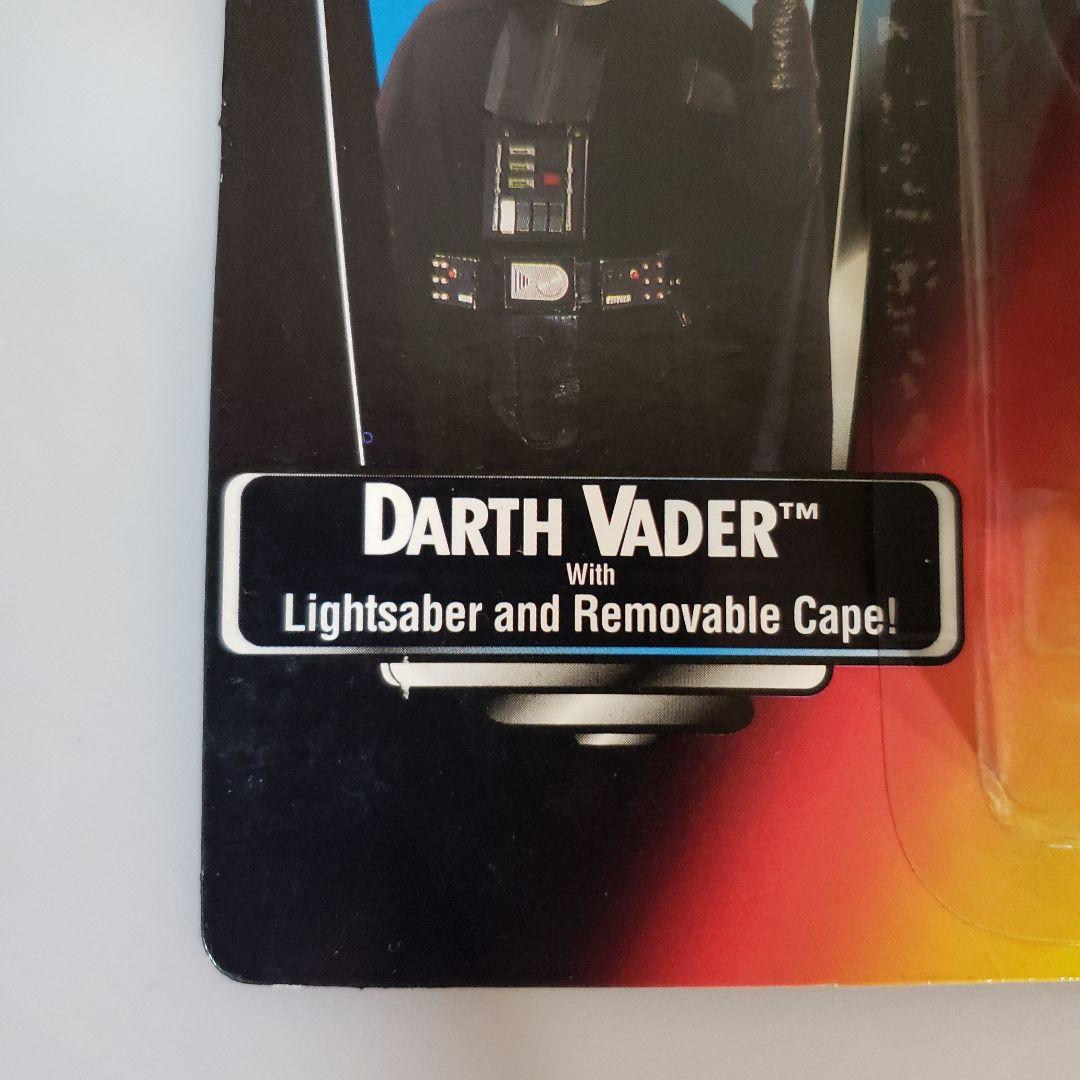 DARTH VADER™
With
Lightsaber and Removable Cape!